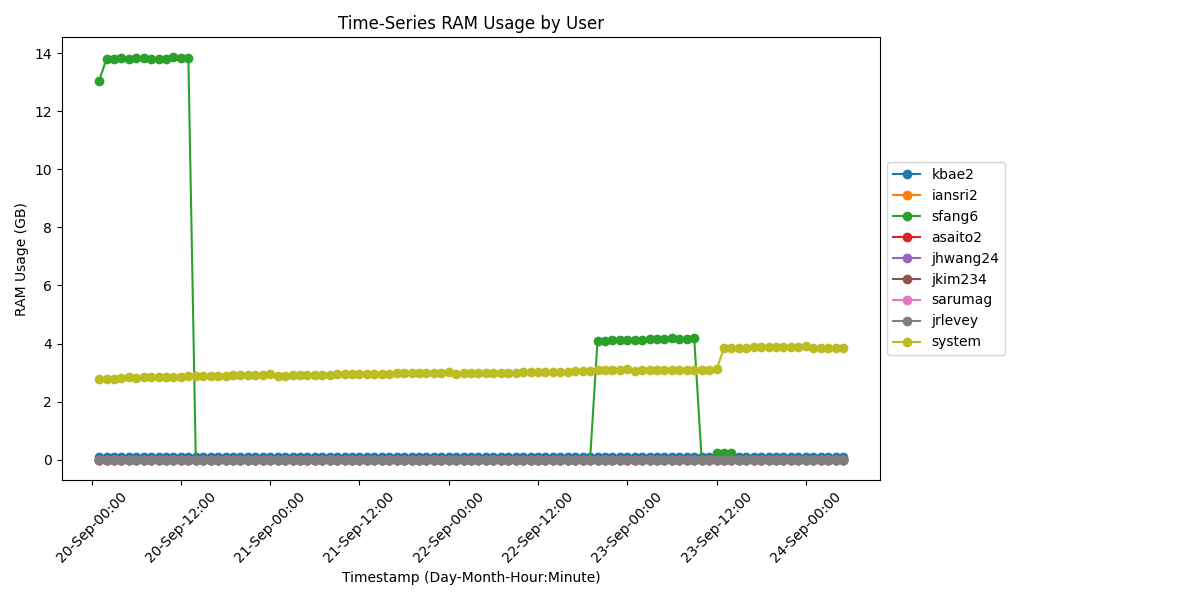 Time-Series RAM Usage by User
RAM Usage (GB)
14
12
10
8
6
4
2
0
20-Sep-00:00
20-Sep-12:00
21-Sep-00:00
21-Sep-12:00
22-Sep-00:00
22-Sep-12:00
23-Sep-00:00
23-Sep-12:00
24-Sep-00:00
Timestamp (Day-Month-Hour:Minute)
kbae2
iansri2
sfang6
asaito2
jhwang24
jkim234
sarumag
jrlevey
system